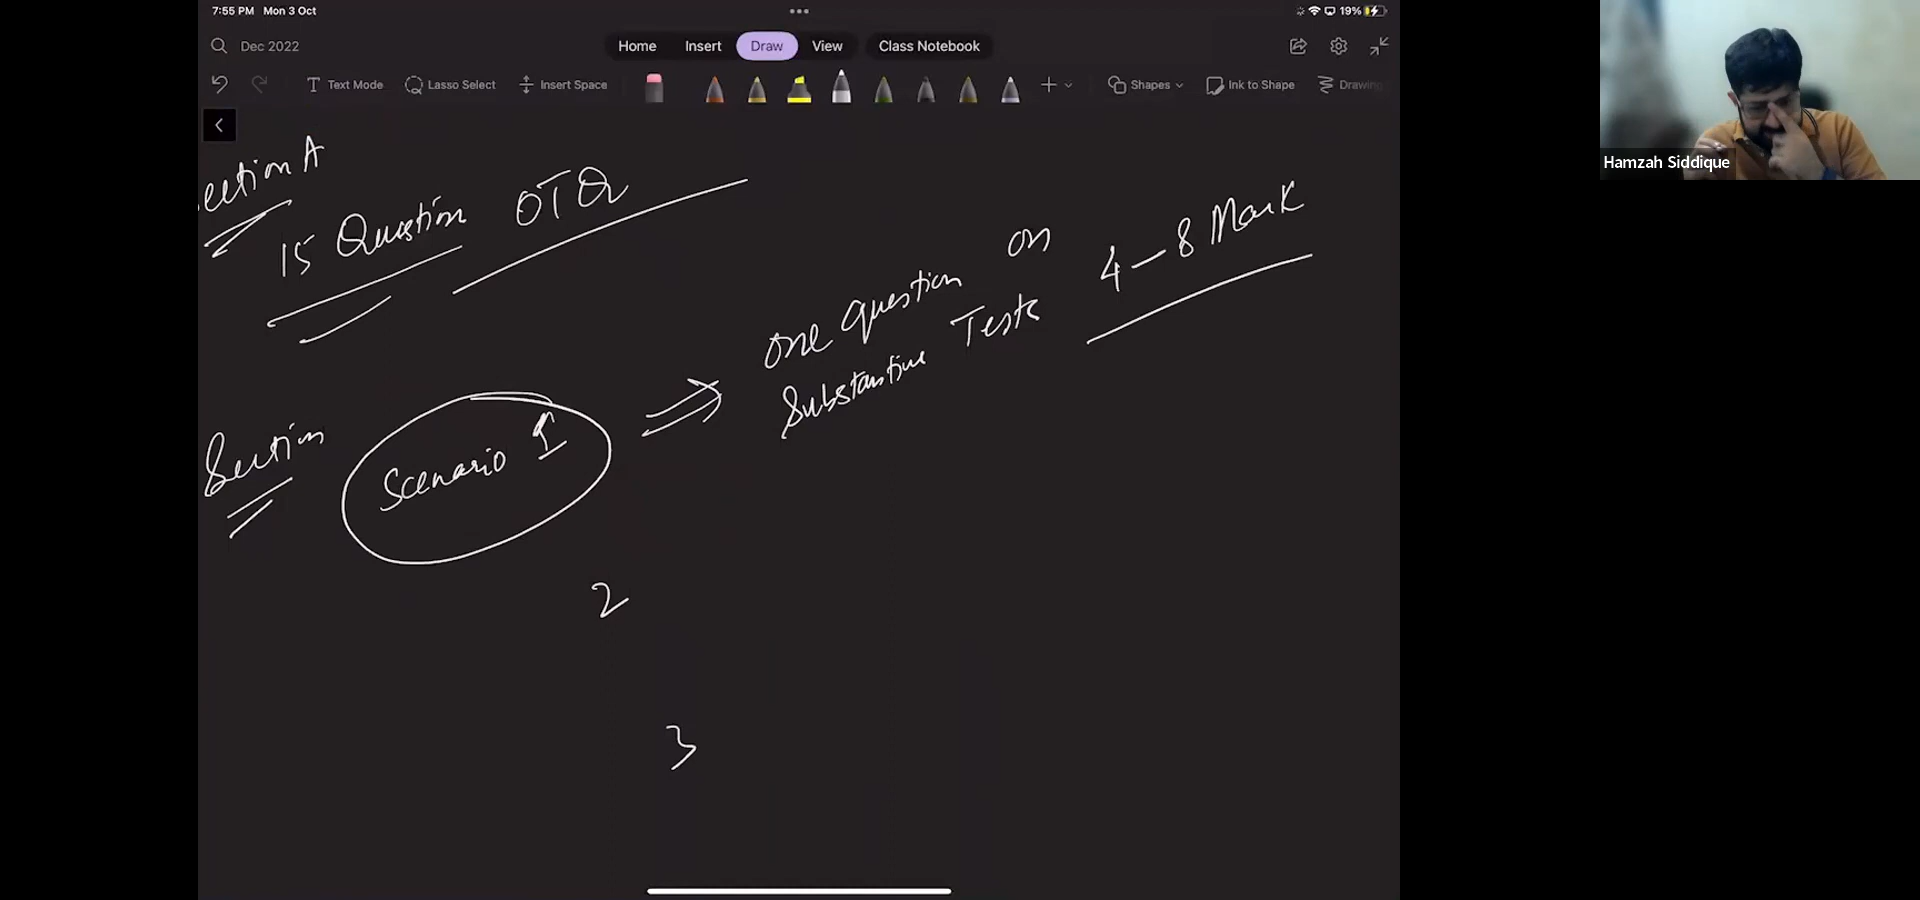 7:55 PM Mon 3 Oct
19%
Dec 2022
Home Insert Draw View Class Notebook
Text Mode Lasso Select Insert Space Shapes Ink to Shape Drawing
Hamzah Siddique
ection A
15 Question OTQ
one question on
Substantive Tests 4-8 Mark
Section Scenario 1
2
3